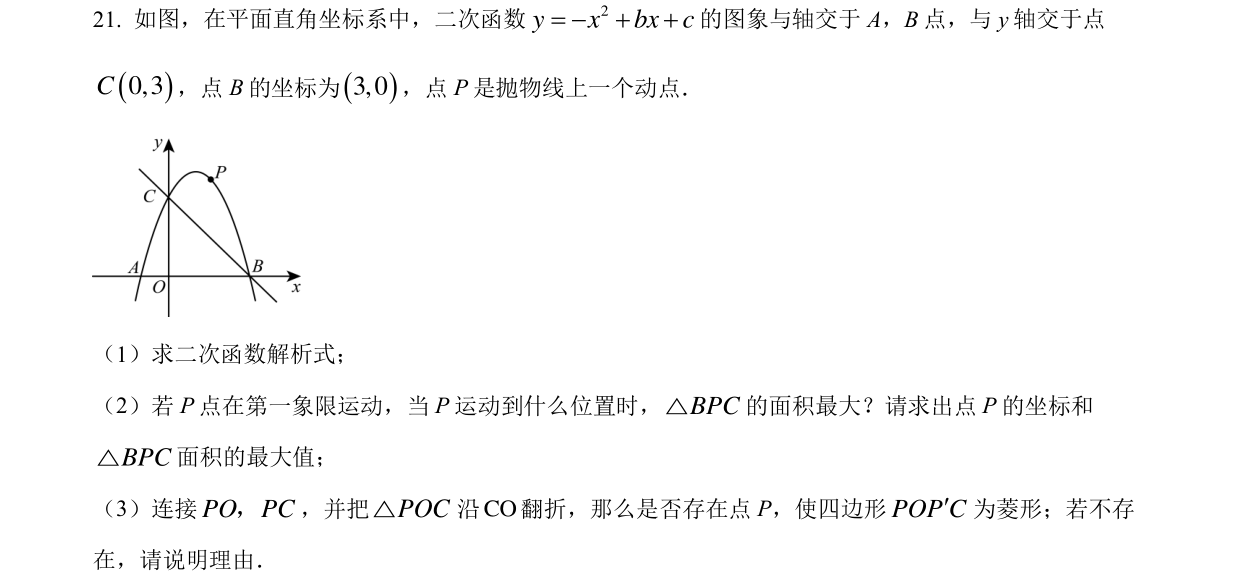 21. 如图，在平面直角坐标系中，二次函数 y=−x²+bx+c 的图象与轴交于 A，B 点，与 y 轴交于点
C(0,3)，点 B 的坐标为(3,0)，点 P 是抛物线上一个动点．
y
P
C
A
B
O
x
（1）求二次函数解析式；
（2）若 P 点在第一象限运动，当 P 运动到什么位置时，△BPC 的面积最大？请求出点 P 的坐标和
△BPC 面积的最大值；
（3）连接 PO，PC，并把△POC 沿 CO 翻折，那么是否存在点 P，使四边形 POP′C 为菱形；若不存
在，请说明理由．